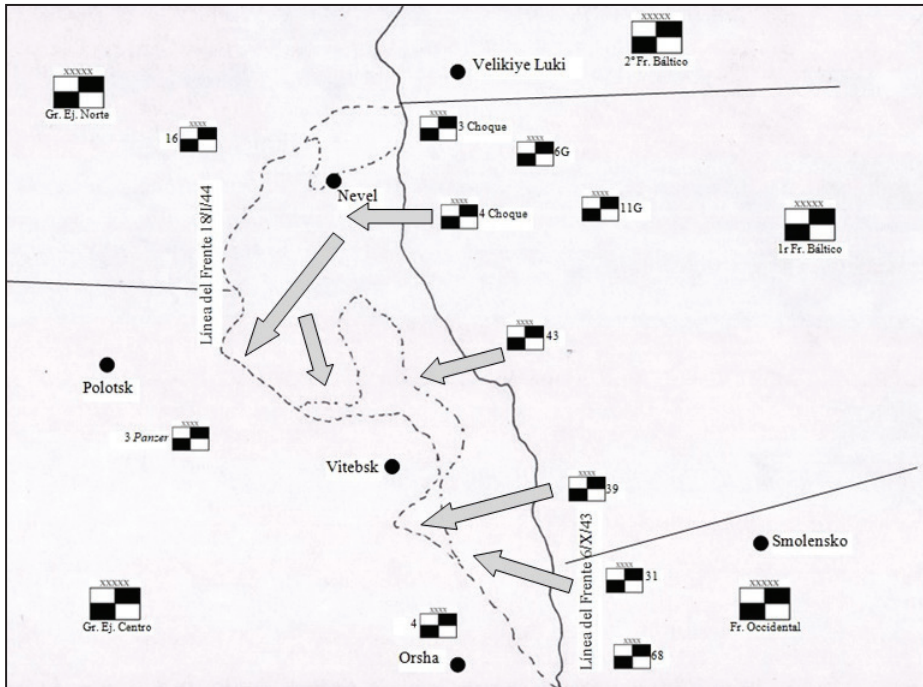 XXXXX
2º Fr. Báltico
Velikiye Luki
XXXXX
Gr. Ej. Norte
XXXX
3 Choque
XXXX
16
XXXX
6G
Nevel
XXXX
4 Choque
XXXX
11G
XXXXX
1r Fr. Báltico
Línea del Frente 18/I/44
XXXX
43
Polotsk
XXXX
3 Panzer
Vitebsk
XXXX
39
Línea del Frente 6/X/43
Smolensko
XXXX
31
XXXXX
Gr. Ej. Centro
XXXXX
Fr. Occidental
XXXX
4
Orsha
XXXX
68